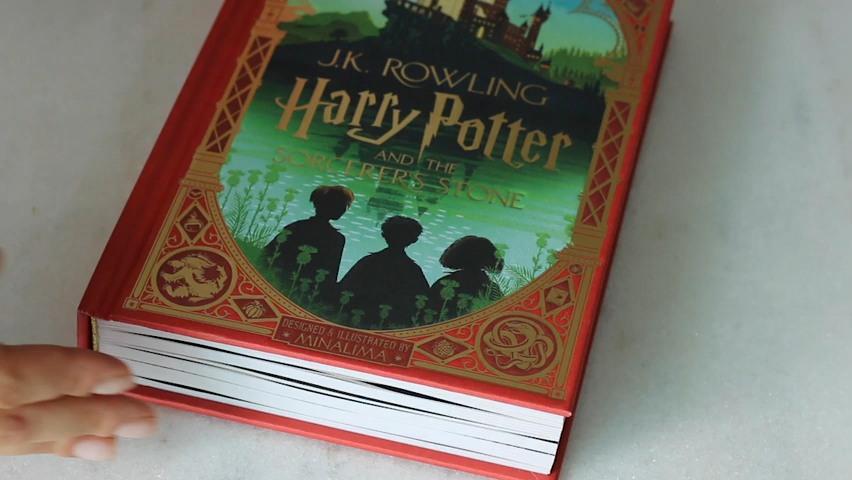 J.K. ROWLING
Harry Potter
AND THE
SORCERER'S STONE
DESIGNED & ILLUSTRATED BY
MINALIMA